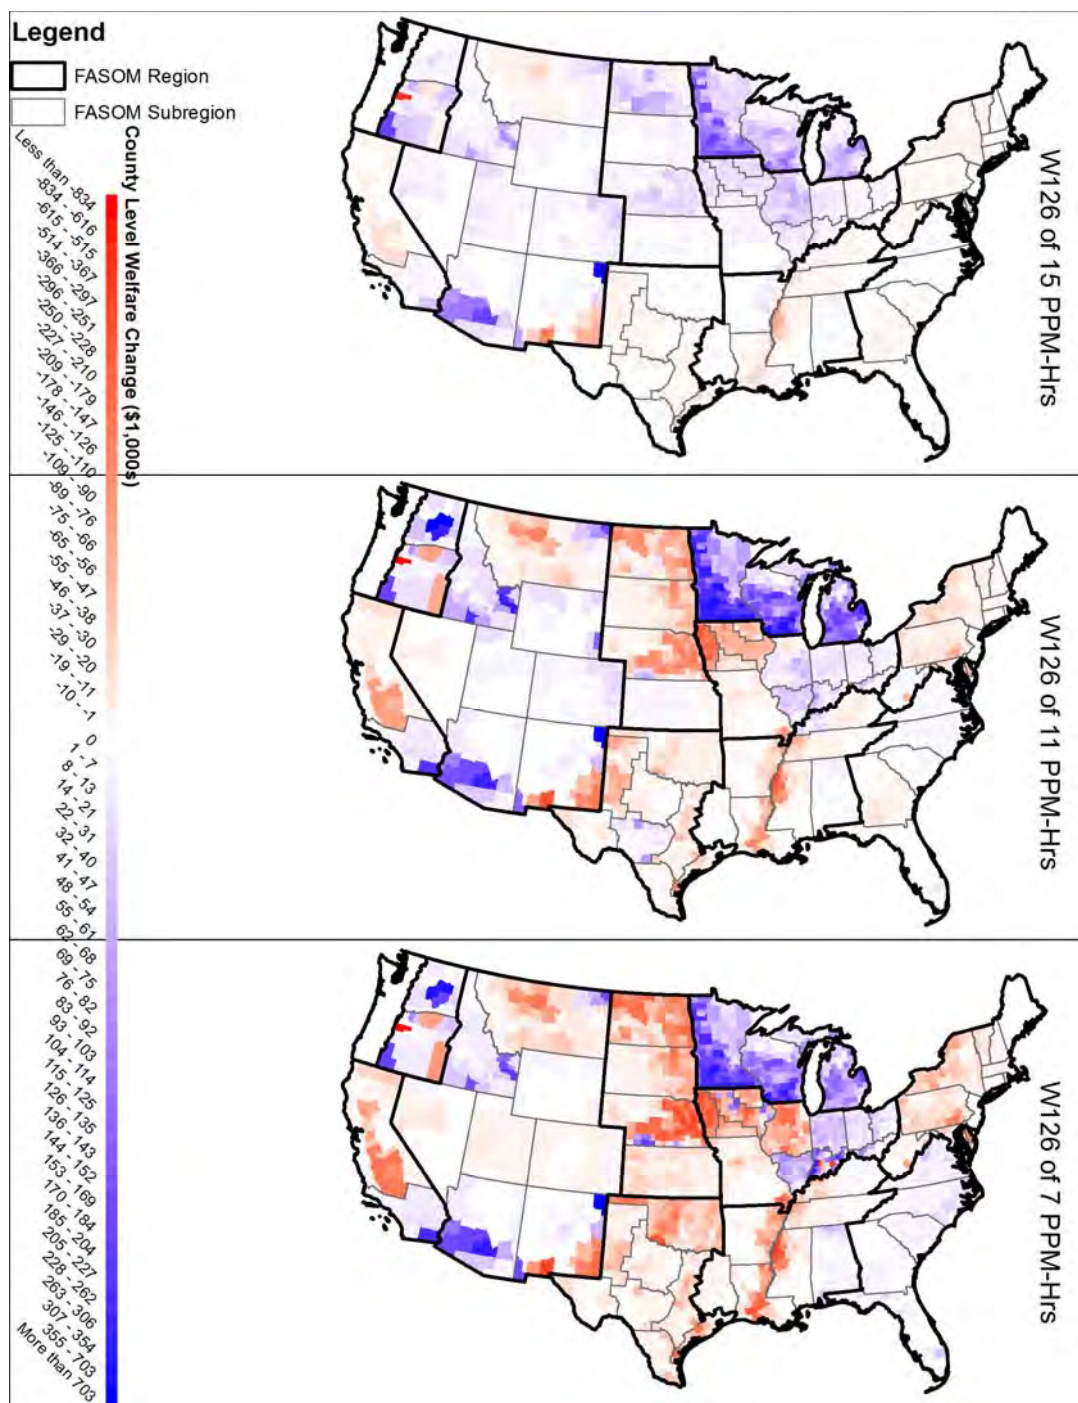 Legend
FASOM Region
FASOM Subregion
County Level Welfare Change ($1,000s)
Less than -834
-834 - -616
-615 - -515
-514 - -367
-366 - -297
-296 - -251
-250 - -228
-227 - -210
-209 - -179
-178 - -147
-146 - -126
-125 - -110
-109 - -90
-89 - -76
-75 - -66
-65 - -56
-55 - -47
-46 - -38
-37 - -30
-29 - -20
-19 - -11
-10 - -1
0
1 - 7
8 - 13
14 - 21
22 - 31
32 - 40
41 - 47
48 - 54
55 - 61
62 - 68
69 - 75
76 - 82
83 - 92
93 - 103
104 - 114
115 - 125
126 - 135
136 - 143
144 - 152
153 - 169
170 - 184
185 - 204
205 - 227
228 - 262
263 - 306
307 - 354
355 - 703
More than 703
W126 of 15 PPM-Hrs
W126 of 11 PPM-Hrs
W126 of 7 PPM-Hrs